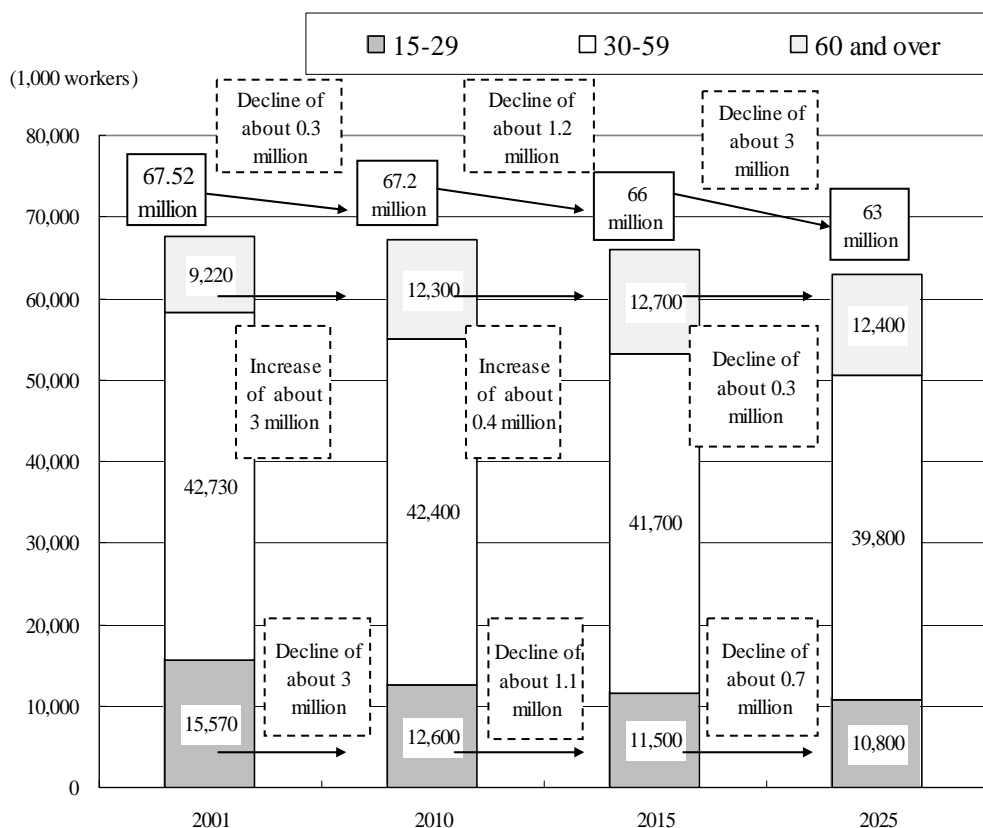 15-29 30-59 60 and over
(1,000 workers)
Decline of
about 0.3
million
Decline of
about 1.2
million
Decline of
about 3
million
80,000
70,000
60,000
50,000
40,000
30,000
20,000
10,000
0
67.52
million
67.2
million
66
million
63
million
9,220
12,300
12,700
12,400
Increase
of about
3 million
Increase
of about
0.4 million
Decline
of about 0.3
million
42,730
42,400
41,700
39,800
Decline of
about 3
million
Decline of
about 1.1
millon
Decline of
about 0.7
million
15,570
12,600
11,500
10,800
2001 2010 2015 2025